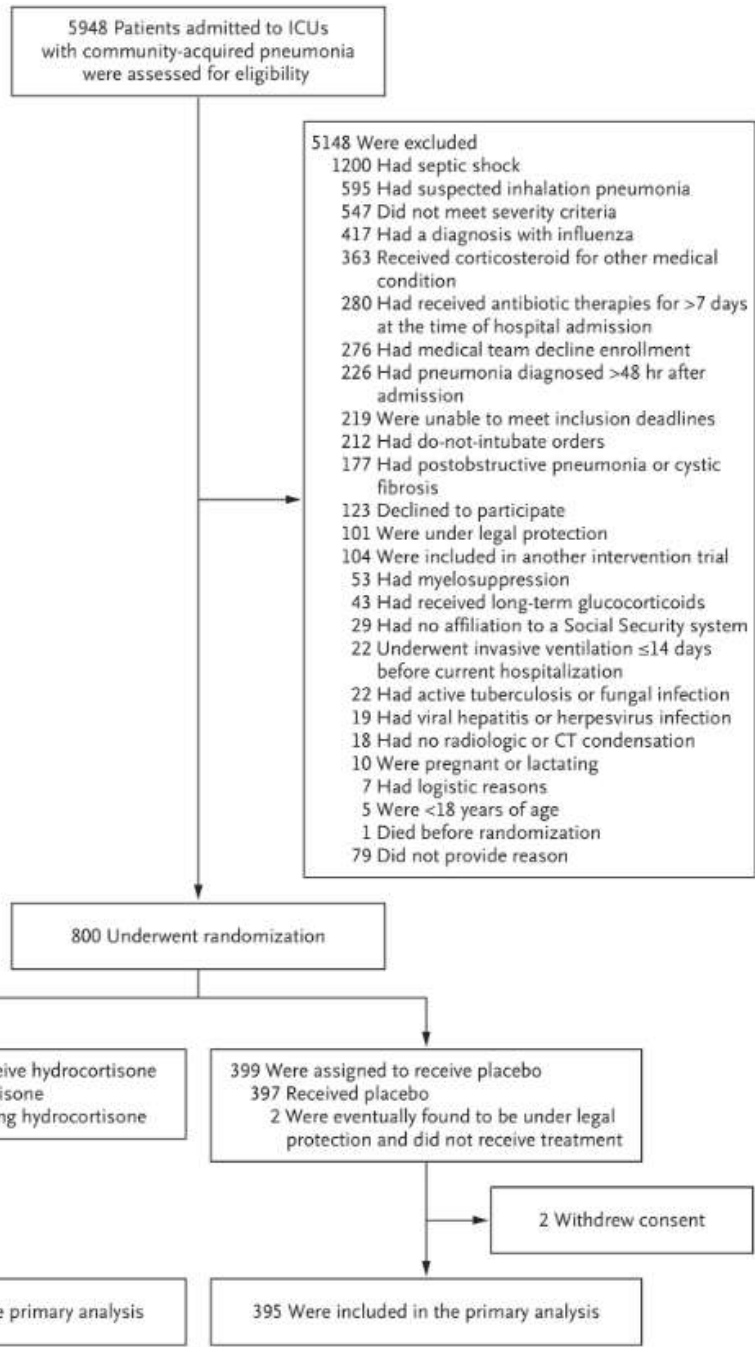 5948 Patients admitted to ICUs
with community-acquired pneumonia
were assessed for eligibility
5148 Were excluded
1200 Had septic shock
595 Had suspected inhalation pneumonia
547 Did not meet severity criteria
417 Had a diagnosis with influenza
363 Received corticosteroid for other medical
condition
280 Had received antibiotic therapies for >7 days
at the time of hospital admission
276 Had medical team decline enrollment
226 Had pneumonia diagnosed >48 hr after
admission
219 Were unable to meet inclusion deadlines
212 Had do-not-intubate orders
177 Had postobstructive pneumonia or cystic
fibrosis
123 Declined to participate
101 Were under legal protection
104 Were included in another intervention trial
53 Had myelosuppression
43 Had received long-term glucocorticoids
29 Had no affiliation to a Social Security system
22 Underwent invasive ventilation ≤14 days
before current hospitalization
22 Had active tuberculosis or fungal infection
19 Had viral hepatitis or herpesvirus infection
18 Had no radiologic or CT condensation
10 Were pregnant or lactating
7 Had logistic reasons
5 Were <18 years of age
1 Died before randomization
79 Did not provide reason
800 Underwent randomization
eive hydrocortisone
isone
ng hydrocortisone
399 Were assigned to receive placebo
397 Received placebo
2 Were eventually found to be under legal
protection and did not receive treatment
2 Withdrew consent
e primary analysis
395 Were included in the primary analysis